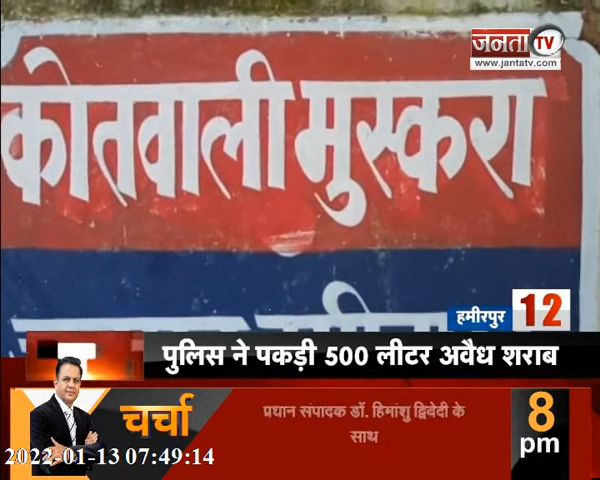 जनता TV
www.jantatv.com
कोतवाली मुस्करा
हमीरपुर 12
पुलिस ने पकड़ी 500 लीटर अवैध शराब
चर्चा
प्रधान संपादक डॉ. हिमांशु द्विवेदी के
साथ
8
pm
2022-01-13 07:49:14